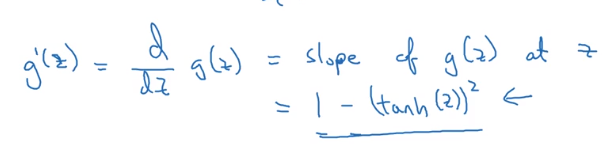 g'(z) = d/dz g(z) = slope of g(z) at z
= 1 - (tanh(z))² ←